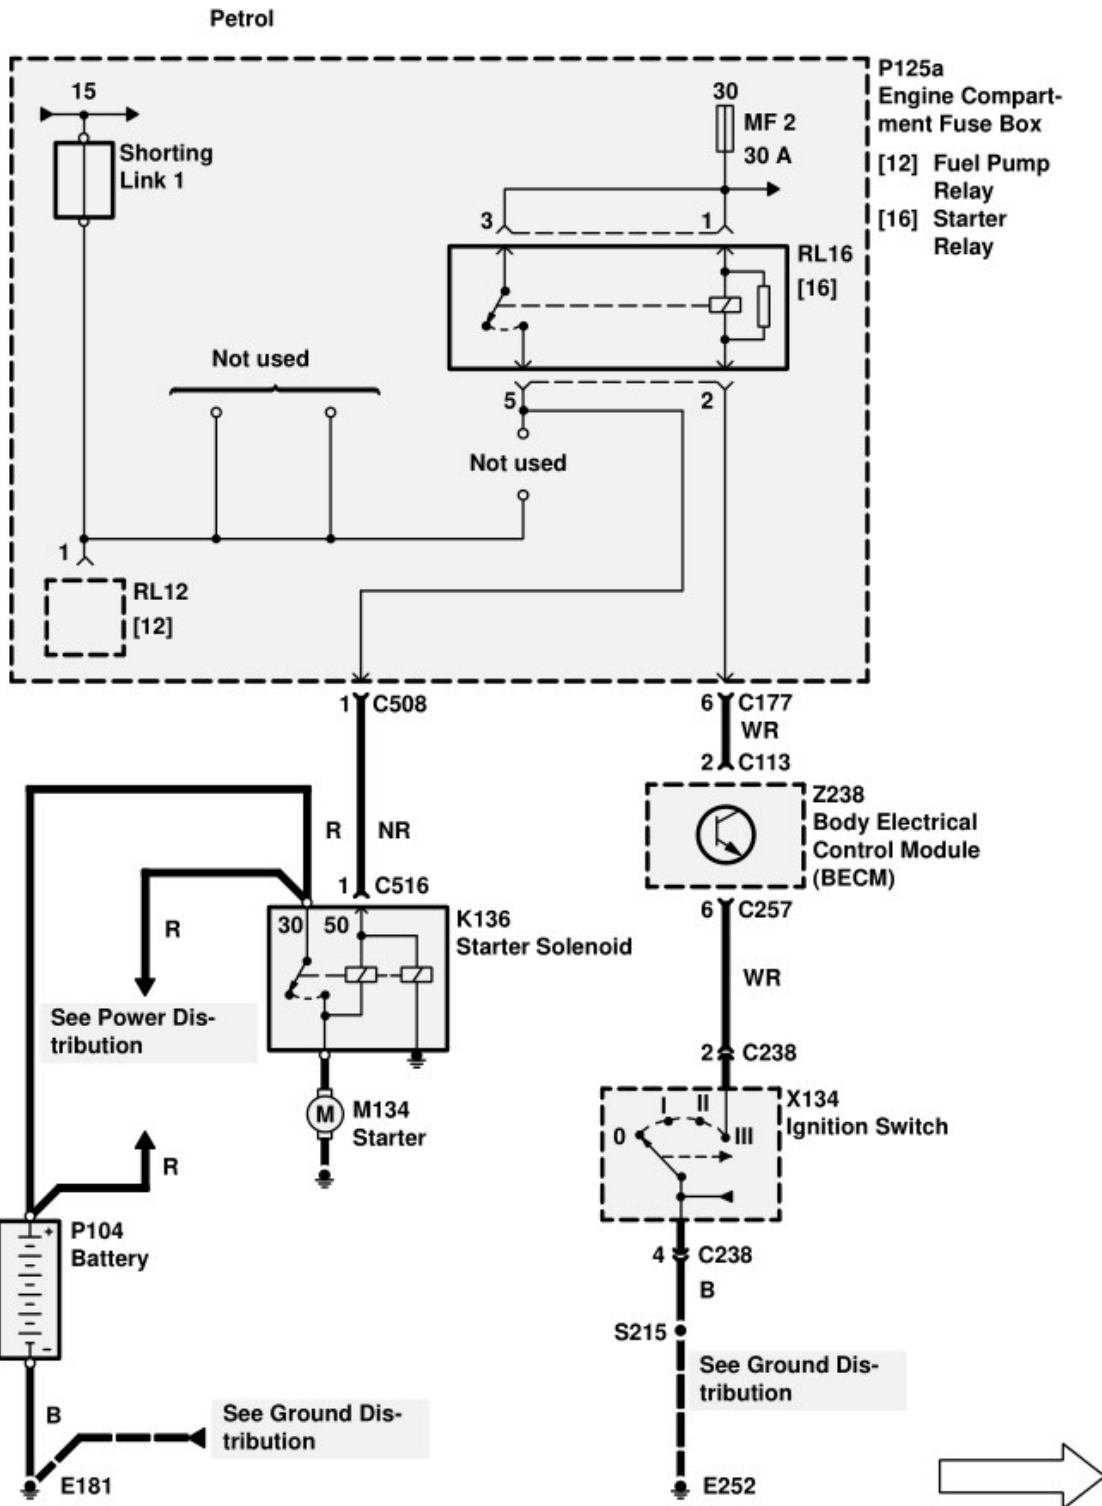 Petrol
P125a
Engine Compart-
ment Fuse Box
[12] Fuel Pump
Relay
[16] Starter
Relay
15
Shorting
Link 1
30
MF 2
30 A
3
1
RL16
[16]
Not used
5
2
Not used
1
RL12
[12]
1 C508
6 C177
WR
2 C113
Z238
Body Electrical
Control Module
(BECM)
R
NR
1 C516
6 C257
30
50
K136
Starter Solenoid
R
WR
See Power Dis-
tribution
2 C238
X134
Ignition Switch
0
I
II
III
M
M134
Starter
R
P104
Battery
+
-
4 C238
B
S215
See Ground Dis-
tribution
B
See Ground Dis-
tribution
E181
E252